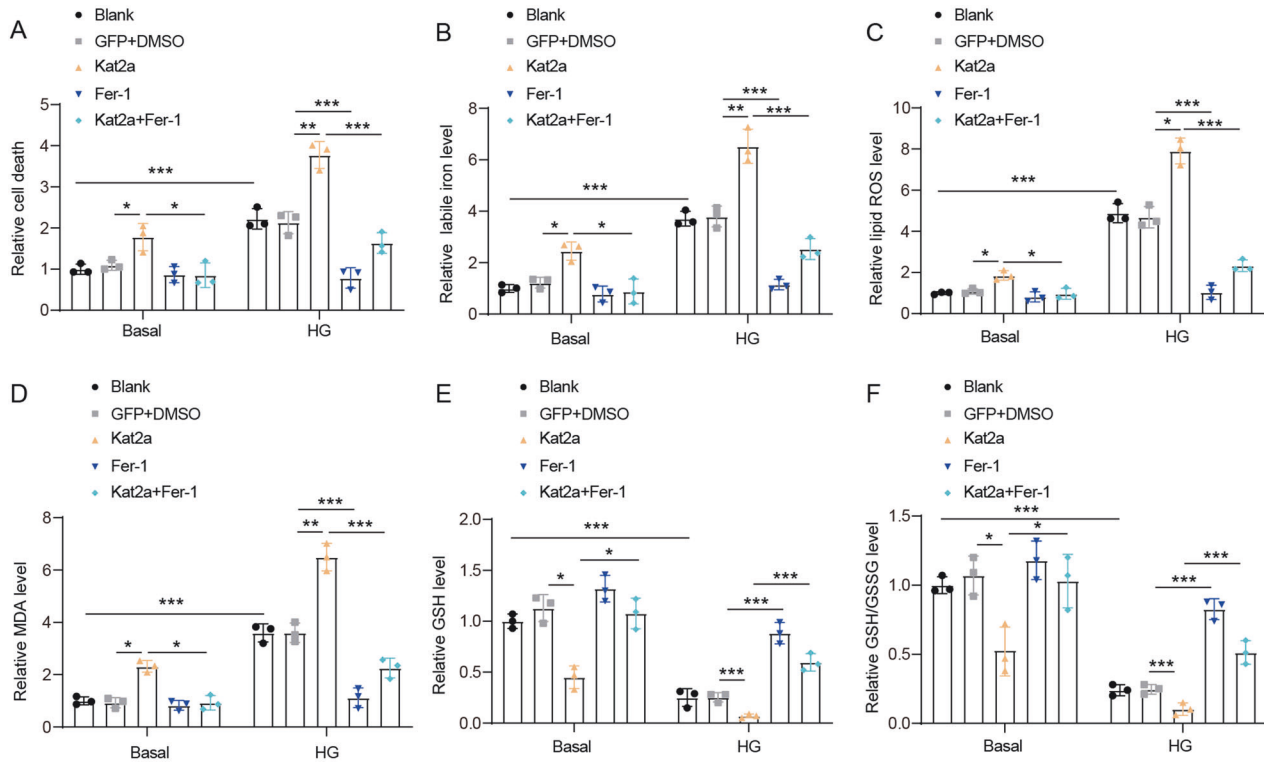 A
Blank
GFP+DMSO
Kat2a
Fer-1
Kat2a+Fer-1
Relative cell death
5
4
3
2
1
0
***
*
*
***
**
***
Basal
HG
B
Blank
GFP+DMSO
Kat2a
Fer-1
Kat2a+Fer-1
Relative labile iron level
8
6
4
2
0
***
*
*
***
**
***
Basal
HG
C
Blank
GFP+DMSO
Kat2a
Fer-1
Kat2a+Fer-1
Relative lipid ROS level
10
8
6
4
2
0
***
*
*
***
*
***
Basal
HG
D
Blank
GFP+DMSO
Kat2a
Fer-1
Kat2a+Fer-1
Relative MDA level
8
6
4
2
0
***
*
*
***
**
***
Basal
HG
E
Blank
GFP+DMSO
Kat2a
Fer-1
Kat2a+Fer-1
Relative GSH level
2.0
1.5
1.0
0.5
0.0
***
*
*
***
***
***
Basal
HG
F
Blank
GFP+DMSO
Kat2a
Fer-1
Kat2a+Fer-1
Relative GSH/GSSG level
1.5
1.0
0.5
0.0
***
*
*
***
***
***
Basal
HG